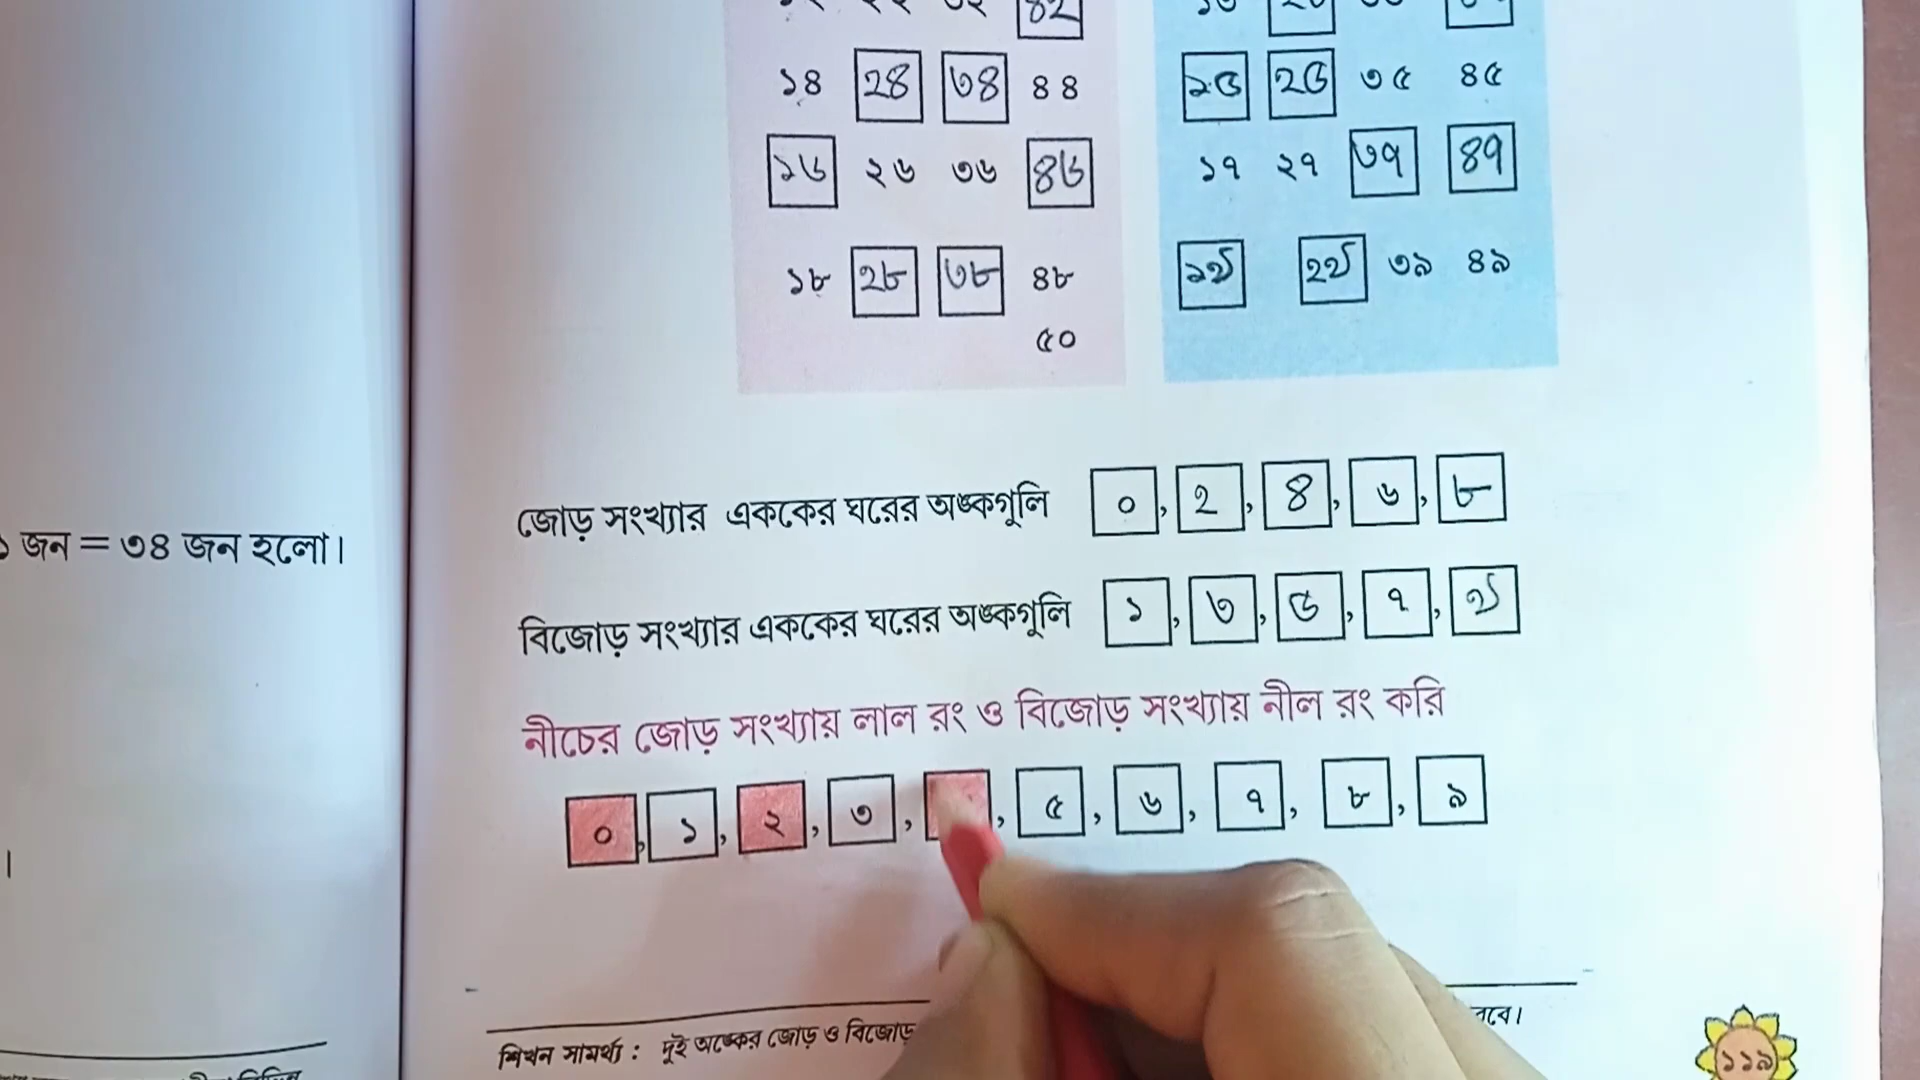 ৪২
১৪ ২৪ ৩৪ ৪৪
১৬ ২৬ ৩৬ ৪৬
১৮ ২৮ ৩৮ ৪৮
৫০
১৫ ২৫ ৩৫ ৪৫
১৭ ২৭ ৩৭ ৪৭
১৯ ২৯ ৩৯ ৪৯
জন = ৩৪ জন হলো।
জোড় সংখ্যার এককের ঘরের অঙ্কগুলি ০, ২, ৪, ৬, ৮
বিজোড় সংখ্যার এককের ঘরের অঙ্কগুলি ১, ৩, ৫, ৭, ৯
নীচের জোড় সংখ্যায় লাল রং ও বিজোড় সংখ্যায় নীল রং করি
০, ১, ২, ৩, , ৫, ৬, ৭, ৮, ৯
শিখন সামর্থ্য : দুই অঙ্কের জোড় ও বিজোড়
১১৯